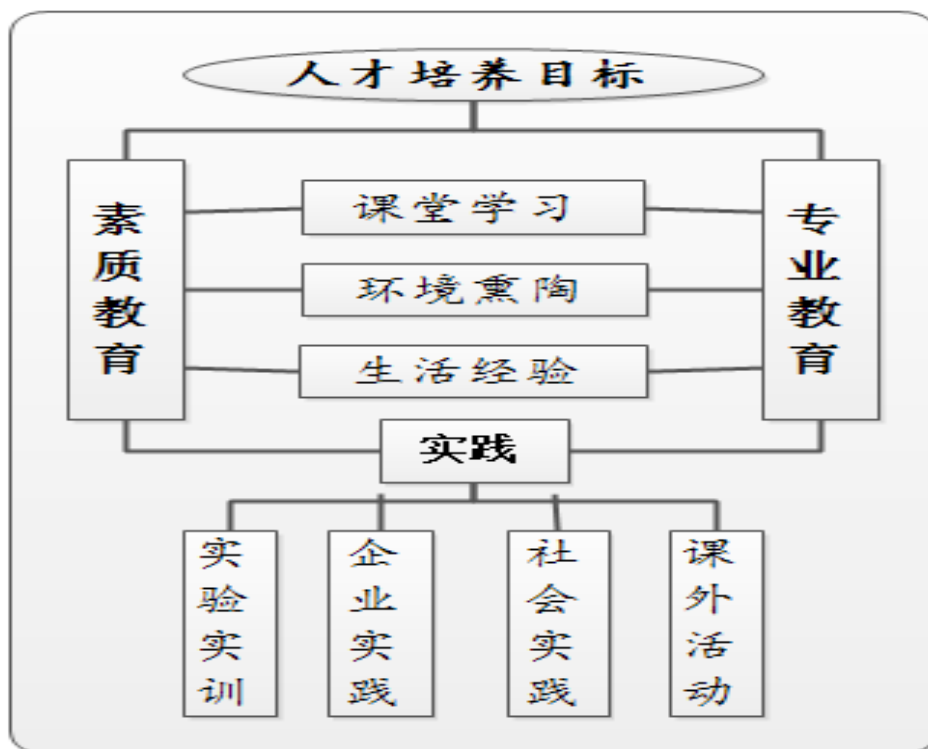 人才培养目标
素质教育
课堂学习
环境熏陶
生活经验
专业教育
实践
实验实训
企业实践
社会实践
课外活动